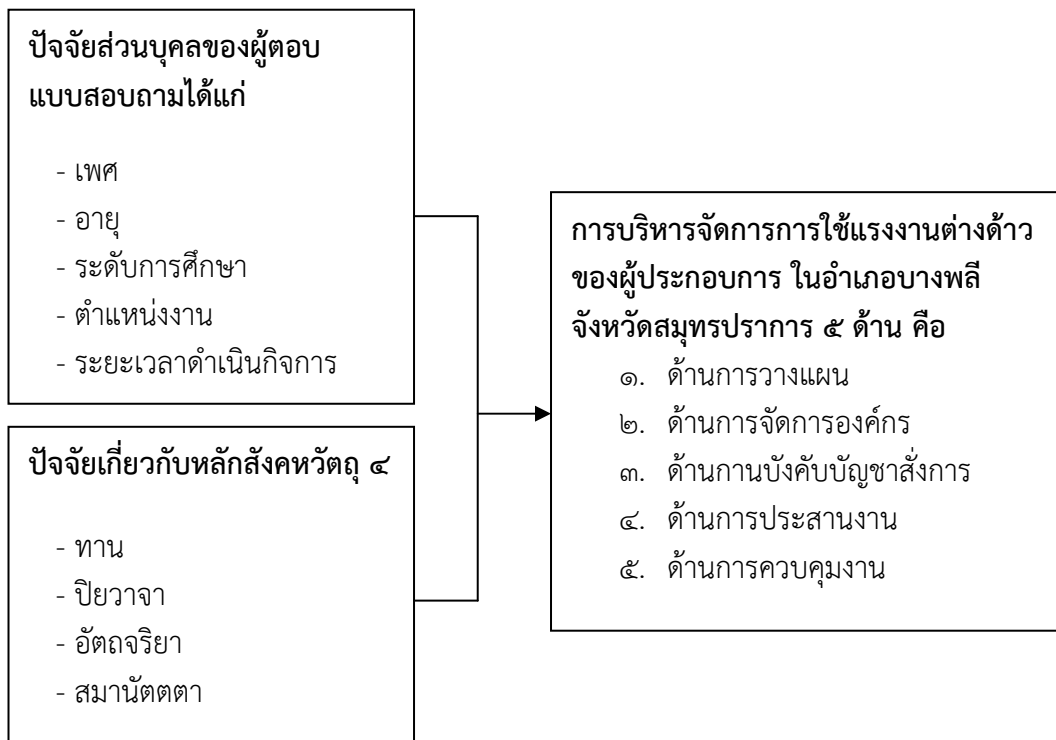 ปัจจัยส่วนบุคลของผู้ตอบ
แบบสอบถามได้แก่
- เพศ
- อายุ
- ระดับการศึกษา
- ตำแหน่งงาน
- ระยะเวลาดำเนินกิจการ
ปัจจัยเกี่ยวกับหลักสังคหวัตถุ ๔
- ทาน
- ปิยวาจา
- อัตถจริยา
- สมานัตตตา
การบริหารจัดการการใช้แรงงานต่างด้าว
ของผู้ประกอบการ ในอำเภอบางพลี
จังหวัดสมุทรปราการ ๕ ด้าน คือ
๑. ด้านการวางแผน
๒. ด้านการจัดการองค์กร
๓. ด้านกานบังคับบัญชาสั่งการ
๔. ด้านการประสานงาน
๕. ด้านการควบคุมงาน